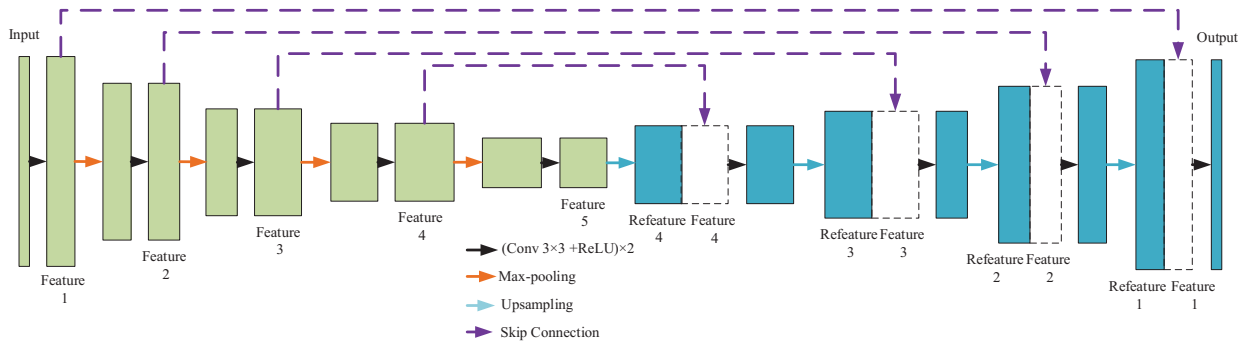 Input
Output
Feature
1
Feature
2
Feature
3
Feature
4
Feature
5
Refeature
4
Feature
4
Refeature
3
Feature
3
Refeature
2
Feature
2
Refeature
1
Feature
1
(Conv 3×3 +ReLU)×2
Max-pooling
Upsampling
Skip Connection